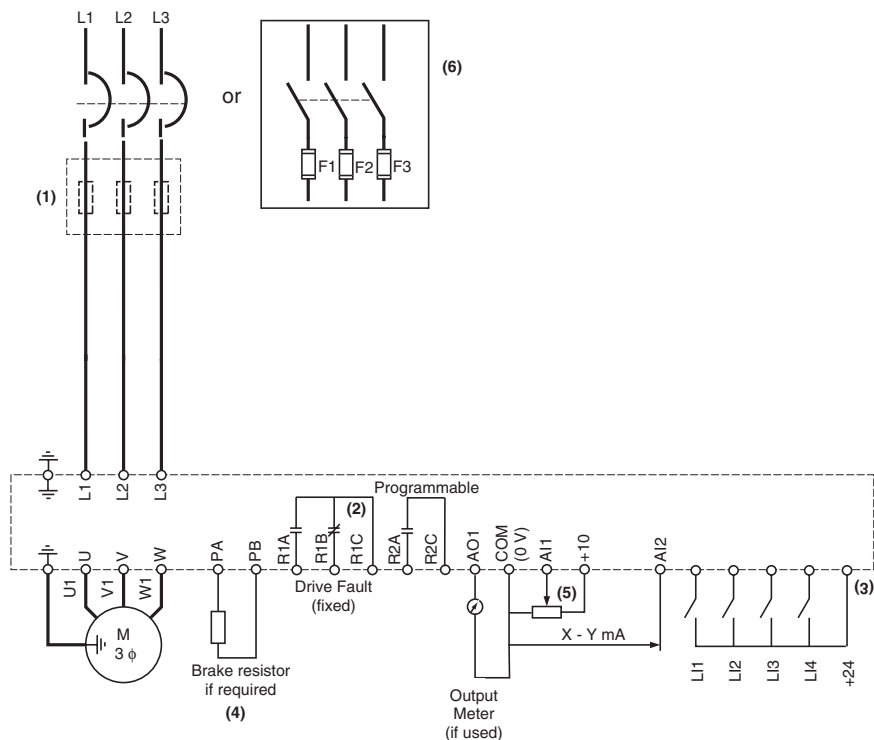 L1 L2 L3
or
(6)
F1 F2 F3
(1)
L1 L2 L3
Programmable
(2)
U V W PA PB R1A R1B R1C R2A R2C AO1 COM (0 V) AI1 +10 AI2
(3)
U1 V1 W1
Drive Fault
(fixed)
(5)
M
3 ϕ
X - Y mA
Brake resistor
if required
(4)
LI1 LI2 LI3 LI4 +24
Output
Meter
(if used)